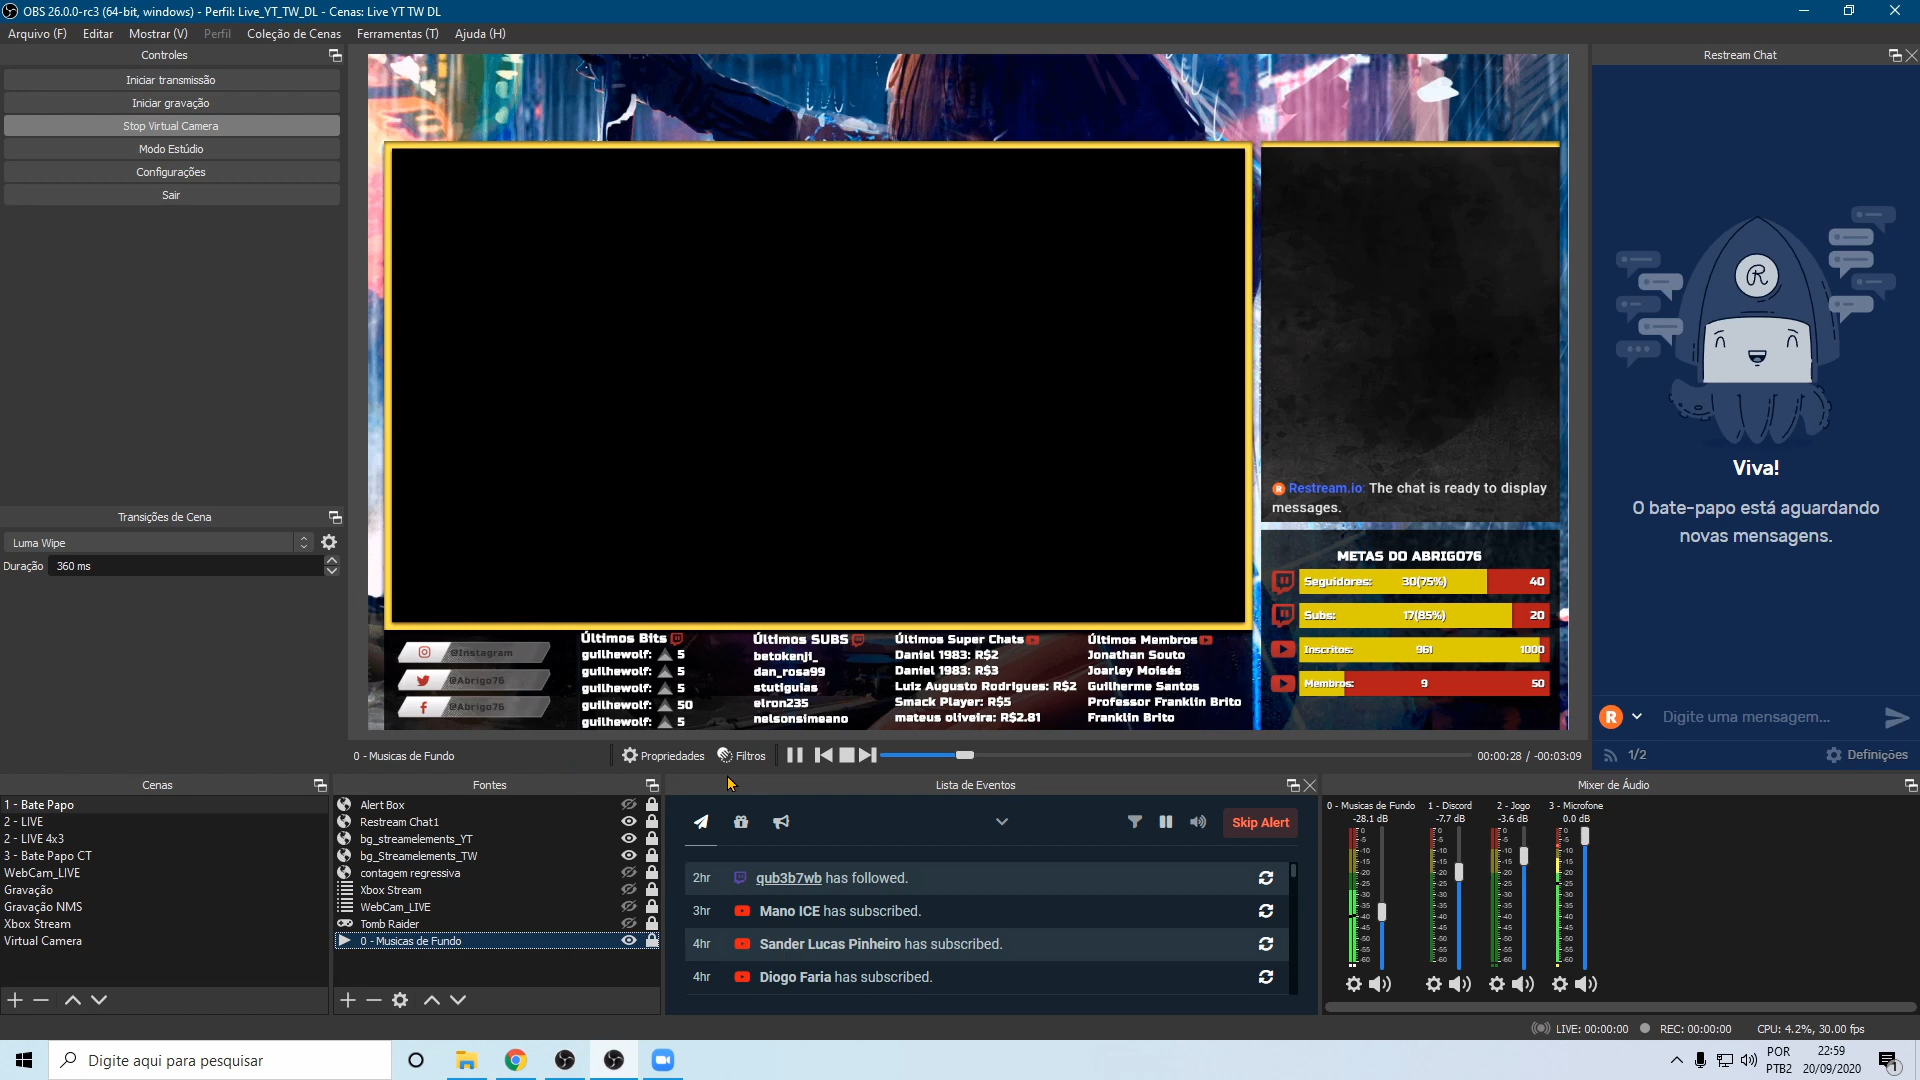 OBS 26.0.0-rc3 (64-bit, windows) - Perfil: Live_YT_TW_DL - Cenas: Live YT TW DL
Arquivo (F) Editar Mostrar (V) Perfil Coleção de Cenas Ferramentas (T) Ajuda (H)
Controles
Iniciar transmissão
Iniciar gravação
Stop Virtual Camera
Modo Estúdio
Configurações
Sair
Transições de Cena
Luma Wipe
Duração 360 ms
Restream.io: The chat is ready to display
messages.
METAS DO ABRIGO76
Seguidores: 30(75%) 40
Subs: 17(85%) 20
Inscritos: 961 1000
Membros: 9 50
@Instagram
@Abrigo76
@Abrigo76
Últimos Bits
guilhewolf: 5
guilhewolf: 5
guilhewolf: 5
guilhewolf: 50
guilhewolf: 5
Últimos SUBS
betokenji_
dan_rosa99
stutiguias
elron235
nelsonsimeano
Últimos Super Chats
Daniel 1983: R$2
Daniel 1983: R$3
Luiz Augusto Rodrigues: R$2
Smack Player: R$5
mateus oliveira: R$2.81
Últimos Membros
Jonathan Souto
Joarley Moisés
Guilherme Santos
Professor Franklin Brito
Franklin Brito
Restream Chat
R
Viva!
O bate-papo está aguardando
novas mensagens.
R Digite uma mensagem...
1/2 Definições
0 - Musicas de Fundo Propriedades Filtros 00:00:28 / -00:03:09
Cenas
1 - Bate Papo
2 - LIVE
2 - LIVE 4x3
3 - Bate Papo CT
WebCam_LIVE
Gravação
Gravação NMS
Xbox Stream
Virtual Camera
Fontes
Alert Box
Restream Chat1
bg_streamelements_YT
bg_Streamelements_TW
contagem regressiva
Xbox Stream
WebCam_LIVE
Tomb Raider
0 - Musicas de Fundo
Lista de Eventos
Skip Alert
2hr qub3b7wb has followed.
3hr Mano ICE has subscribed.
4hr Sander Lucas Pinheiro has subscribed.
4hr Diogo Faria has subscribed.
Mixer de Áudio
0 - Musicas de Fundo 1 - Discord 2 - Jogo 3 - Microfone
-28.1 dB -7.7 dB -3.6 dB 0.0 dB
LIVE: 00:00:00 REC: 00:00:00 CPU: 4.2%, 30.00 fps
Digite aqui para pesquisar
POR
PTB2
22:59
20/09/2020
1